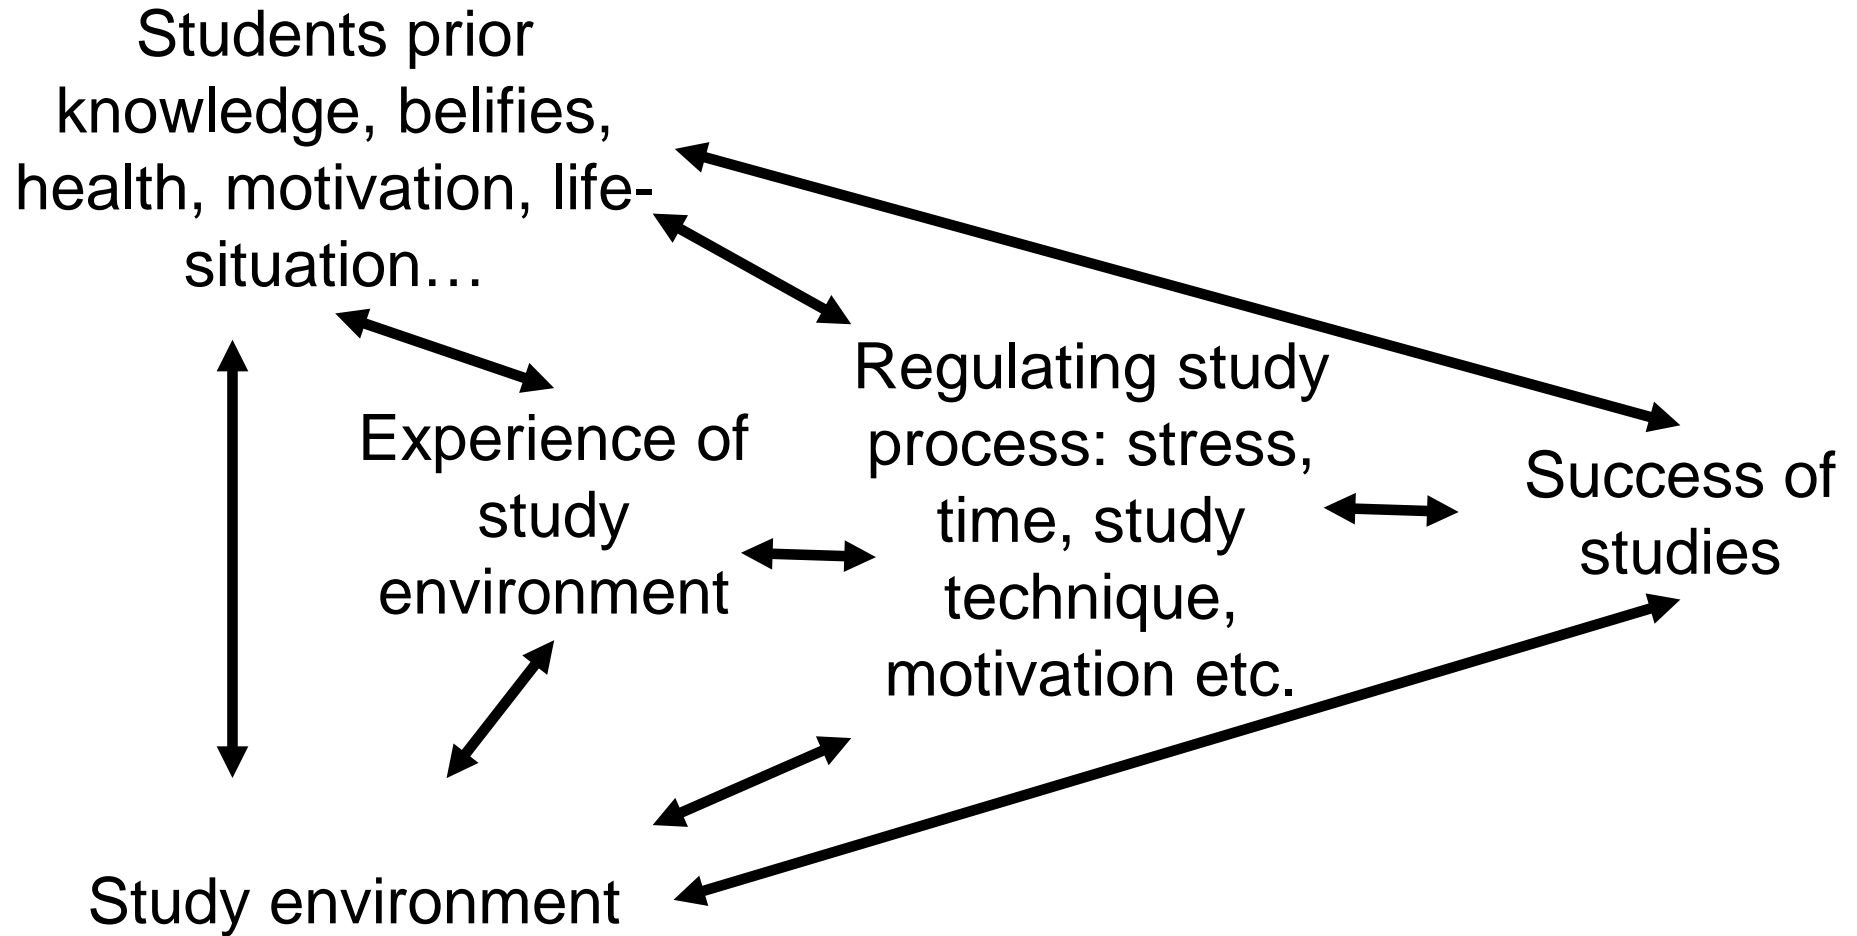 Students prior
knowledge, belifies,
health, motivation, life-
situation…
Experience of
study
environment
Regulating study
process: stress,
time, study
technique,
motivation etc.
Success of
studies
Study environment